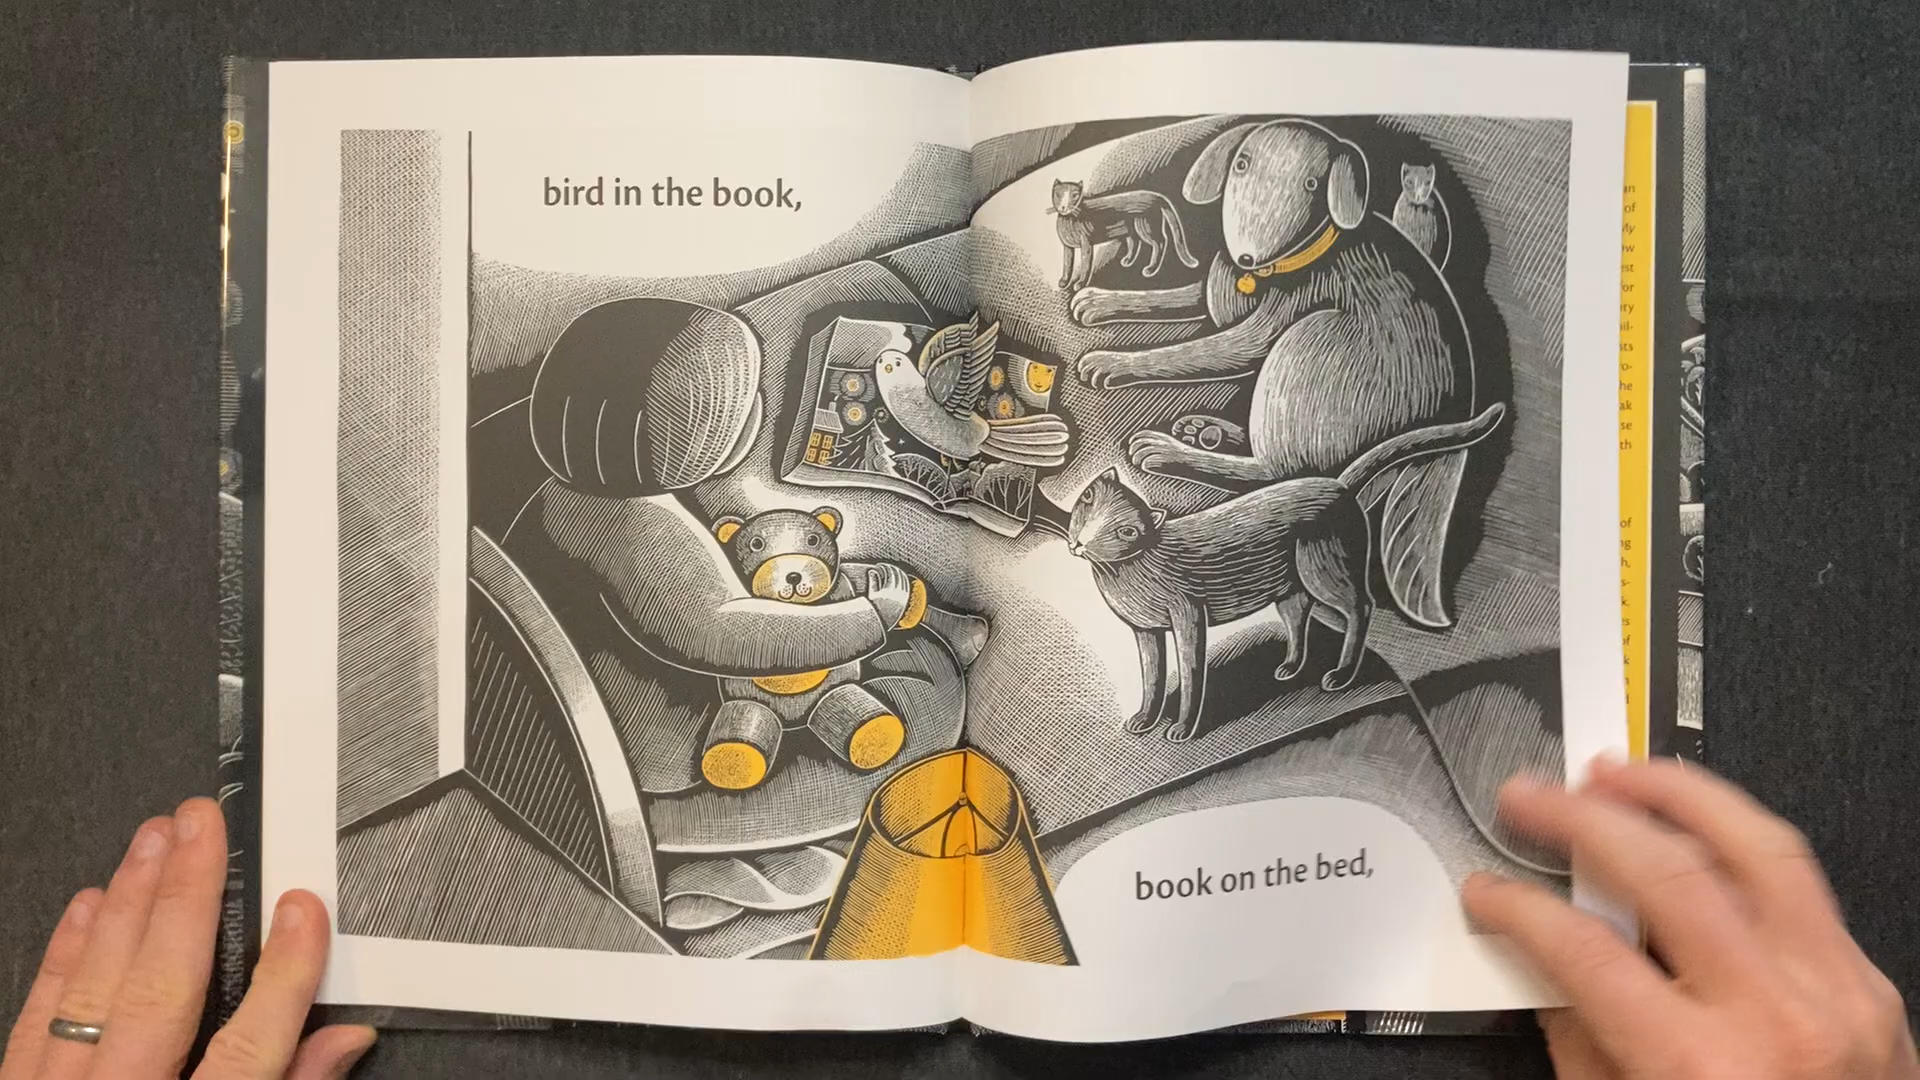 bird in the book,
book on the bed,